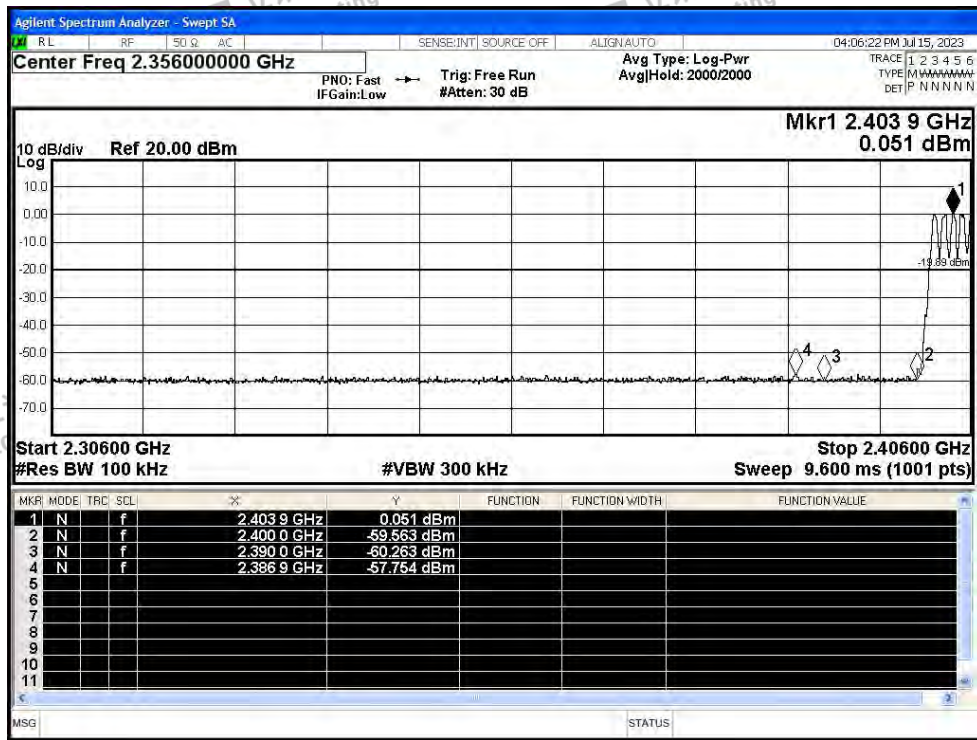 Agilent Spectrum Analyzer - Swept SA
RL RF 50 Ω AC SENSE:INT SOURCE OFF ALIGN AUTO 04:06:22 PM Jul 15, 2023
Center Freq 2.356000000 GHz
PNO: Fast
IFGain:Low
Trig: Free Run
#Atten: 30 dB
Avg Type: Log-Pwr
Avg|Hold: 2000/2000
TRACE 1 2 3 4 5 6
TYPE M
DET P N N N N N
Mkr1 2.403 9 GHz
0.051 dBm
10 dB/div Ref 20.00 dBm
Log
10.0
0.00
-10.0
-20.0
-30.0
-40.0
-50.0
-60.0
-70.0
1
-19.89 dBm
4 3 2
Start 2.30600 GHz Stop 2.40600 GHz
#Res BW 100 kHz #VBW 300 kHz Sweep 9.600 ms (1001 pts)
MKR MODE TRC SCL X Y FUNCTION FUNCTION WIDTH FUNCTION VALUE
1 N f 2.403 9 GHz 0.051 dBm
2 N f 2.400 0 GHz -59.563 dBm
3 N f 2.390 0 GHz -60.263 dBm
4 N f 2.386 9 GHz -57.754 dBm
5
6
7
8
9
10
11
MSG STATUS